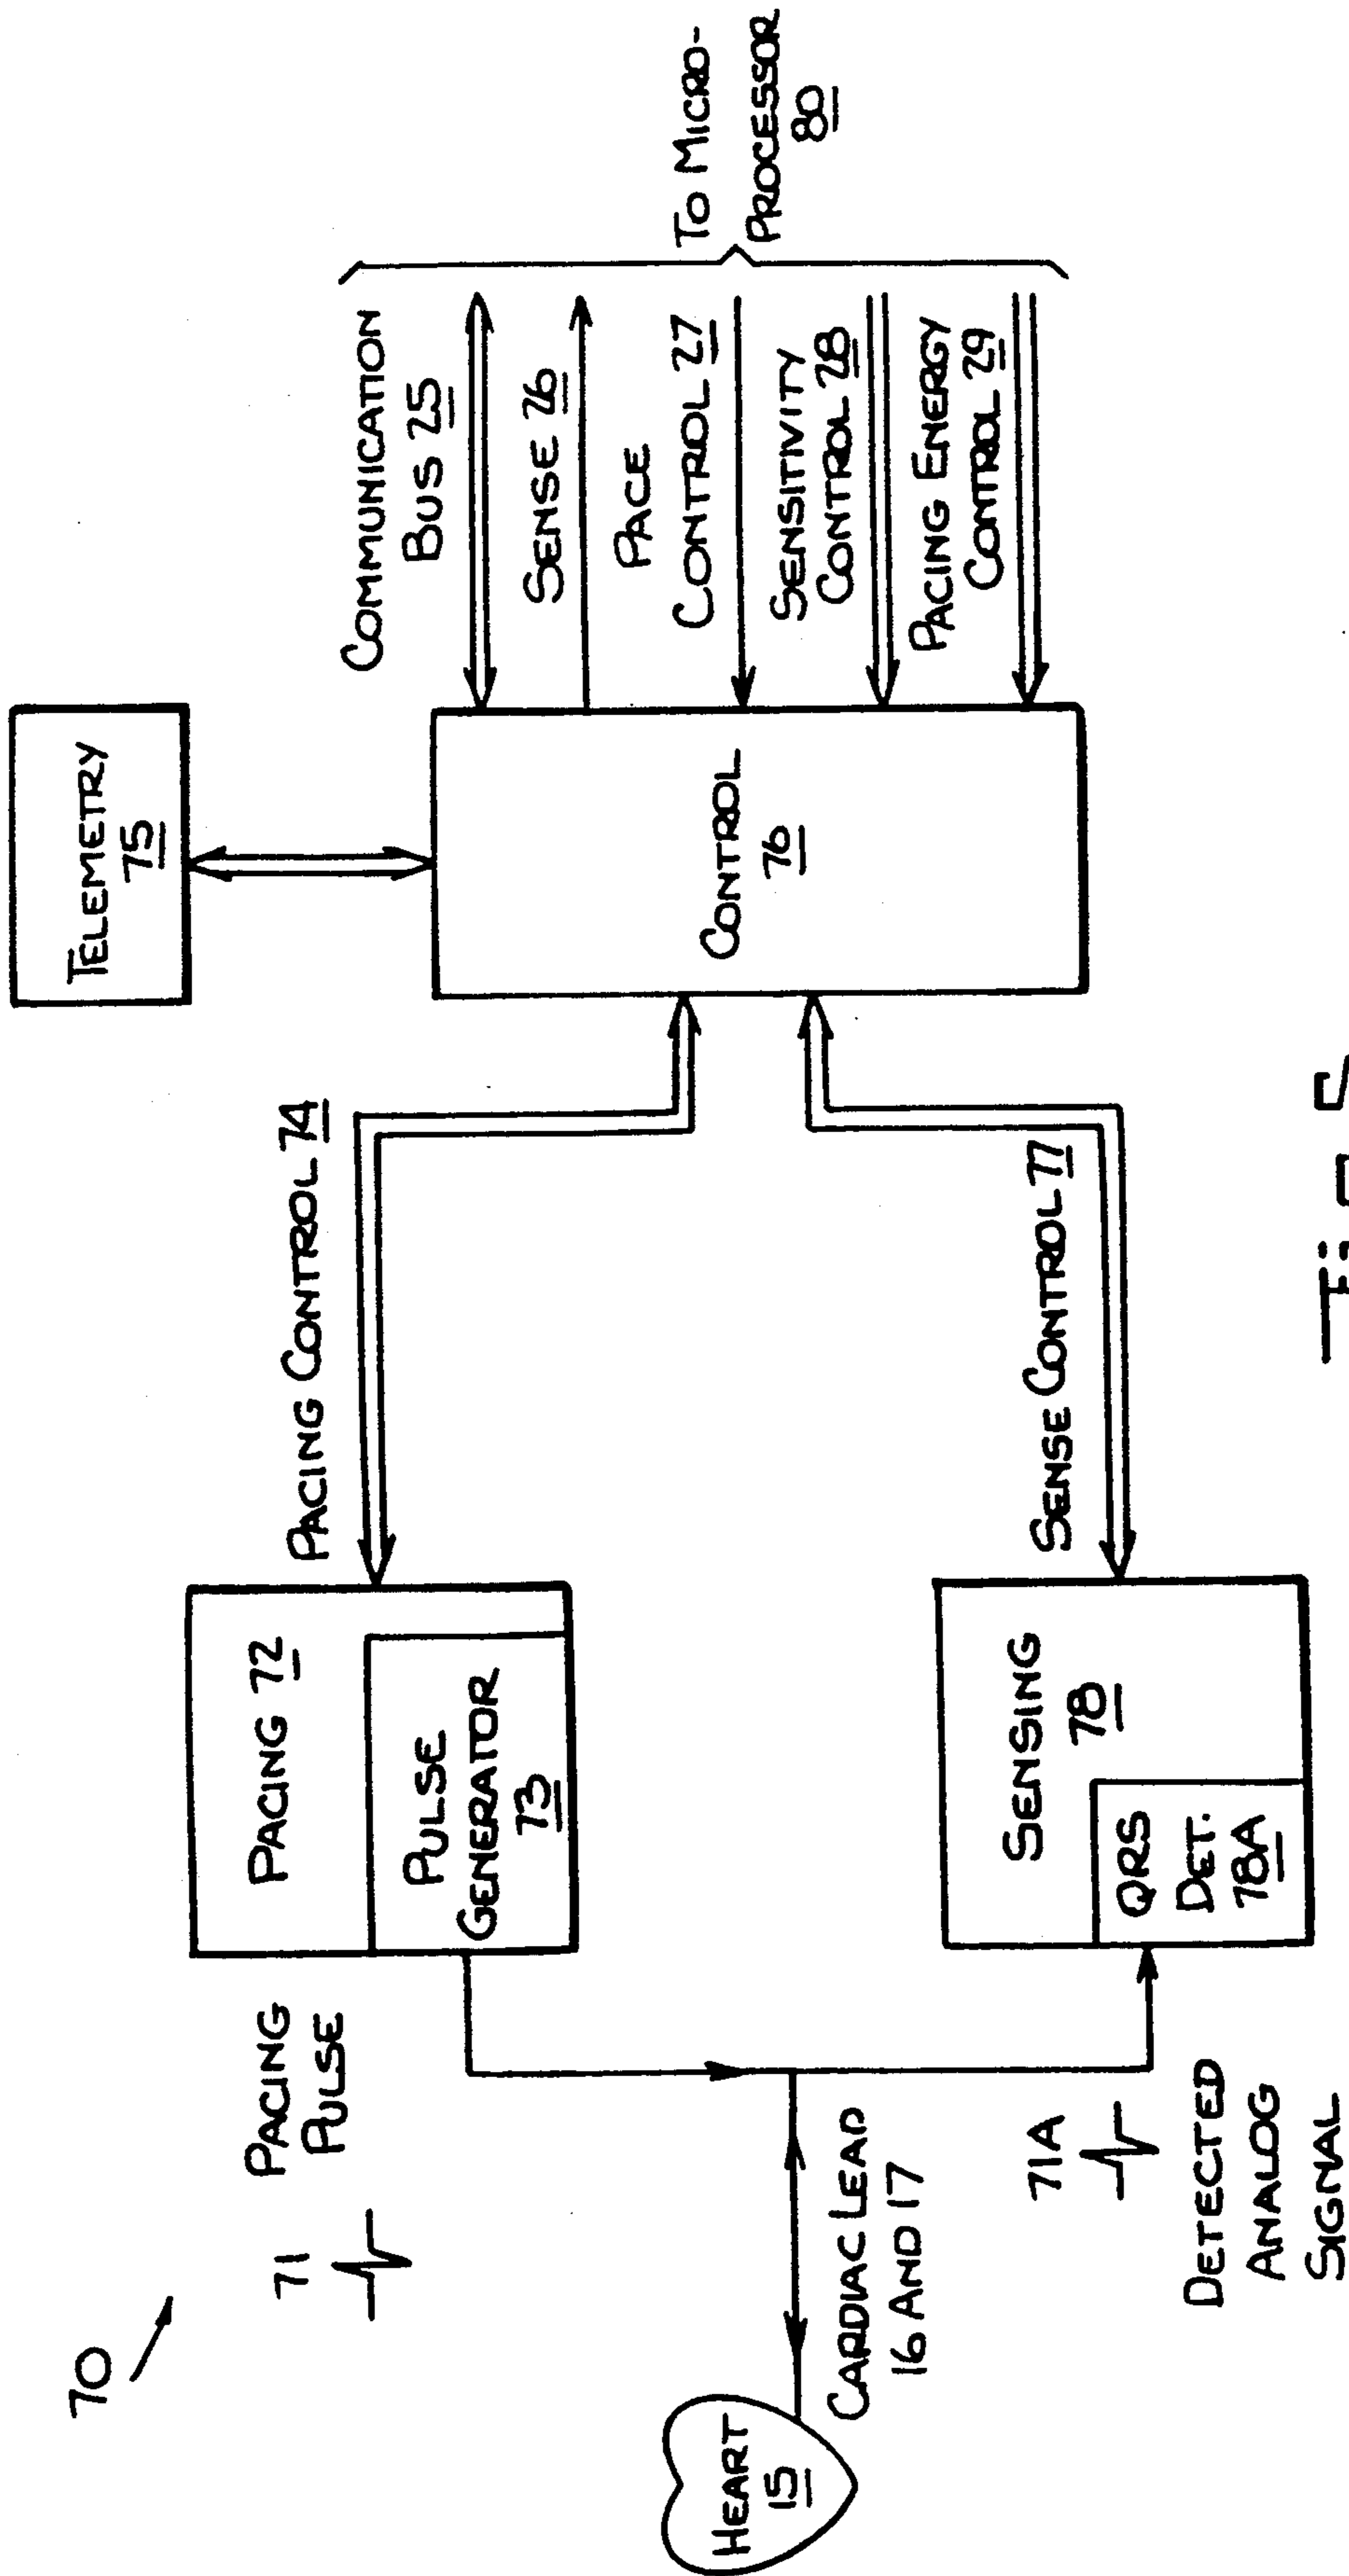 70
TELEMETRY
75
PACING
PULSE
71
PACING 72
PULSE
GENERATOR
73
PACING CONTROL 74
COMMUNICATION
BUS 25
SENSE 26
PACE
CONTROL 27
SENSITIVITY
CONTROL 28
PACING ENERGY
CONTROL 29
TO MICRO-
PROCESSOR
80
CONTROL
76
HEART
15
CARDIAC LEAD
16 AND 17
71A
DETECTED
ANALOG
SIGNAL
SENSING
78
QRS
DET.
78A
SENSE CONTROL 77